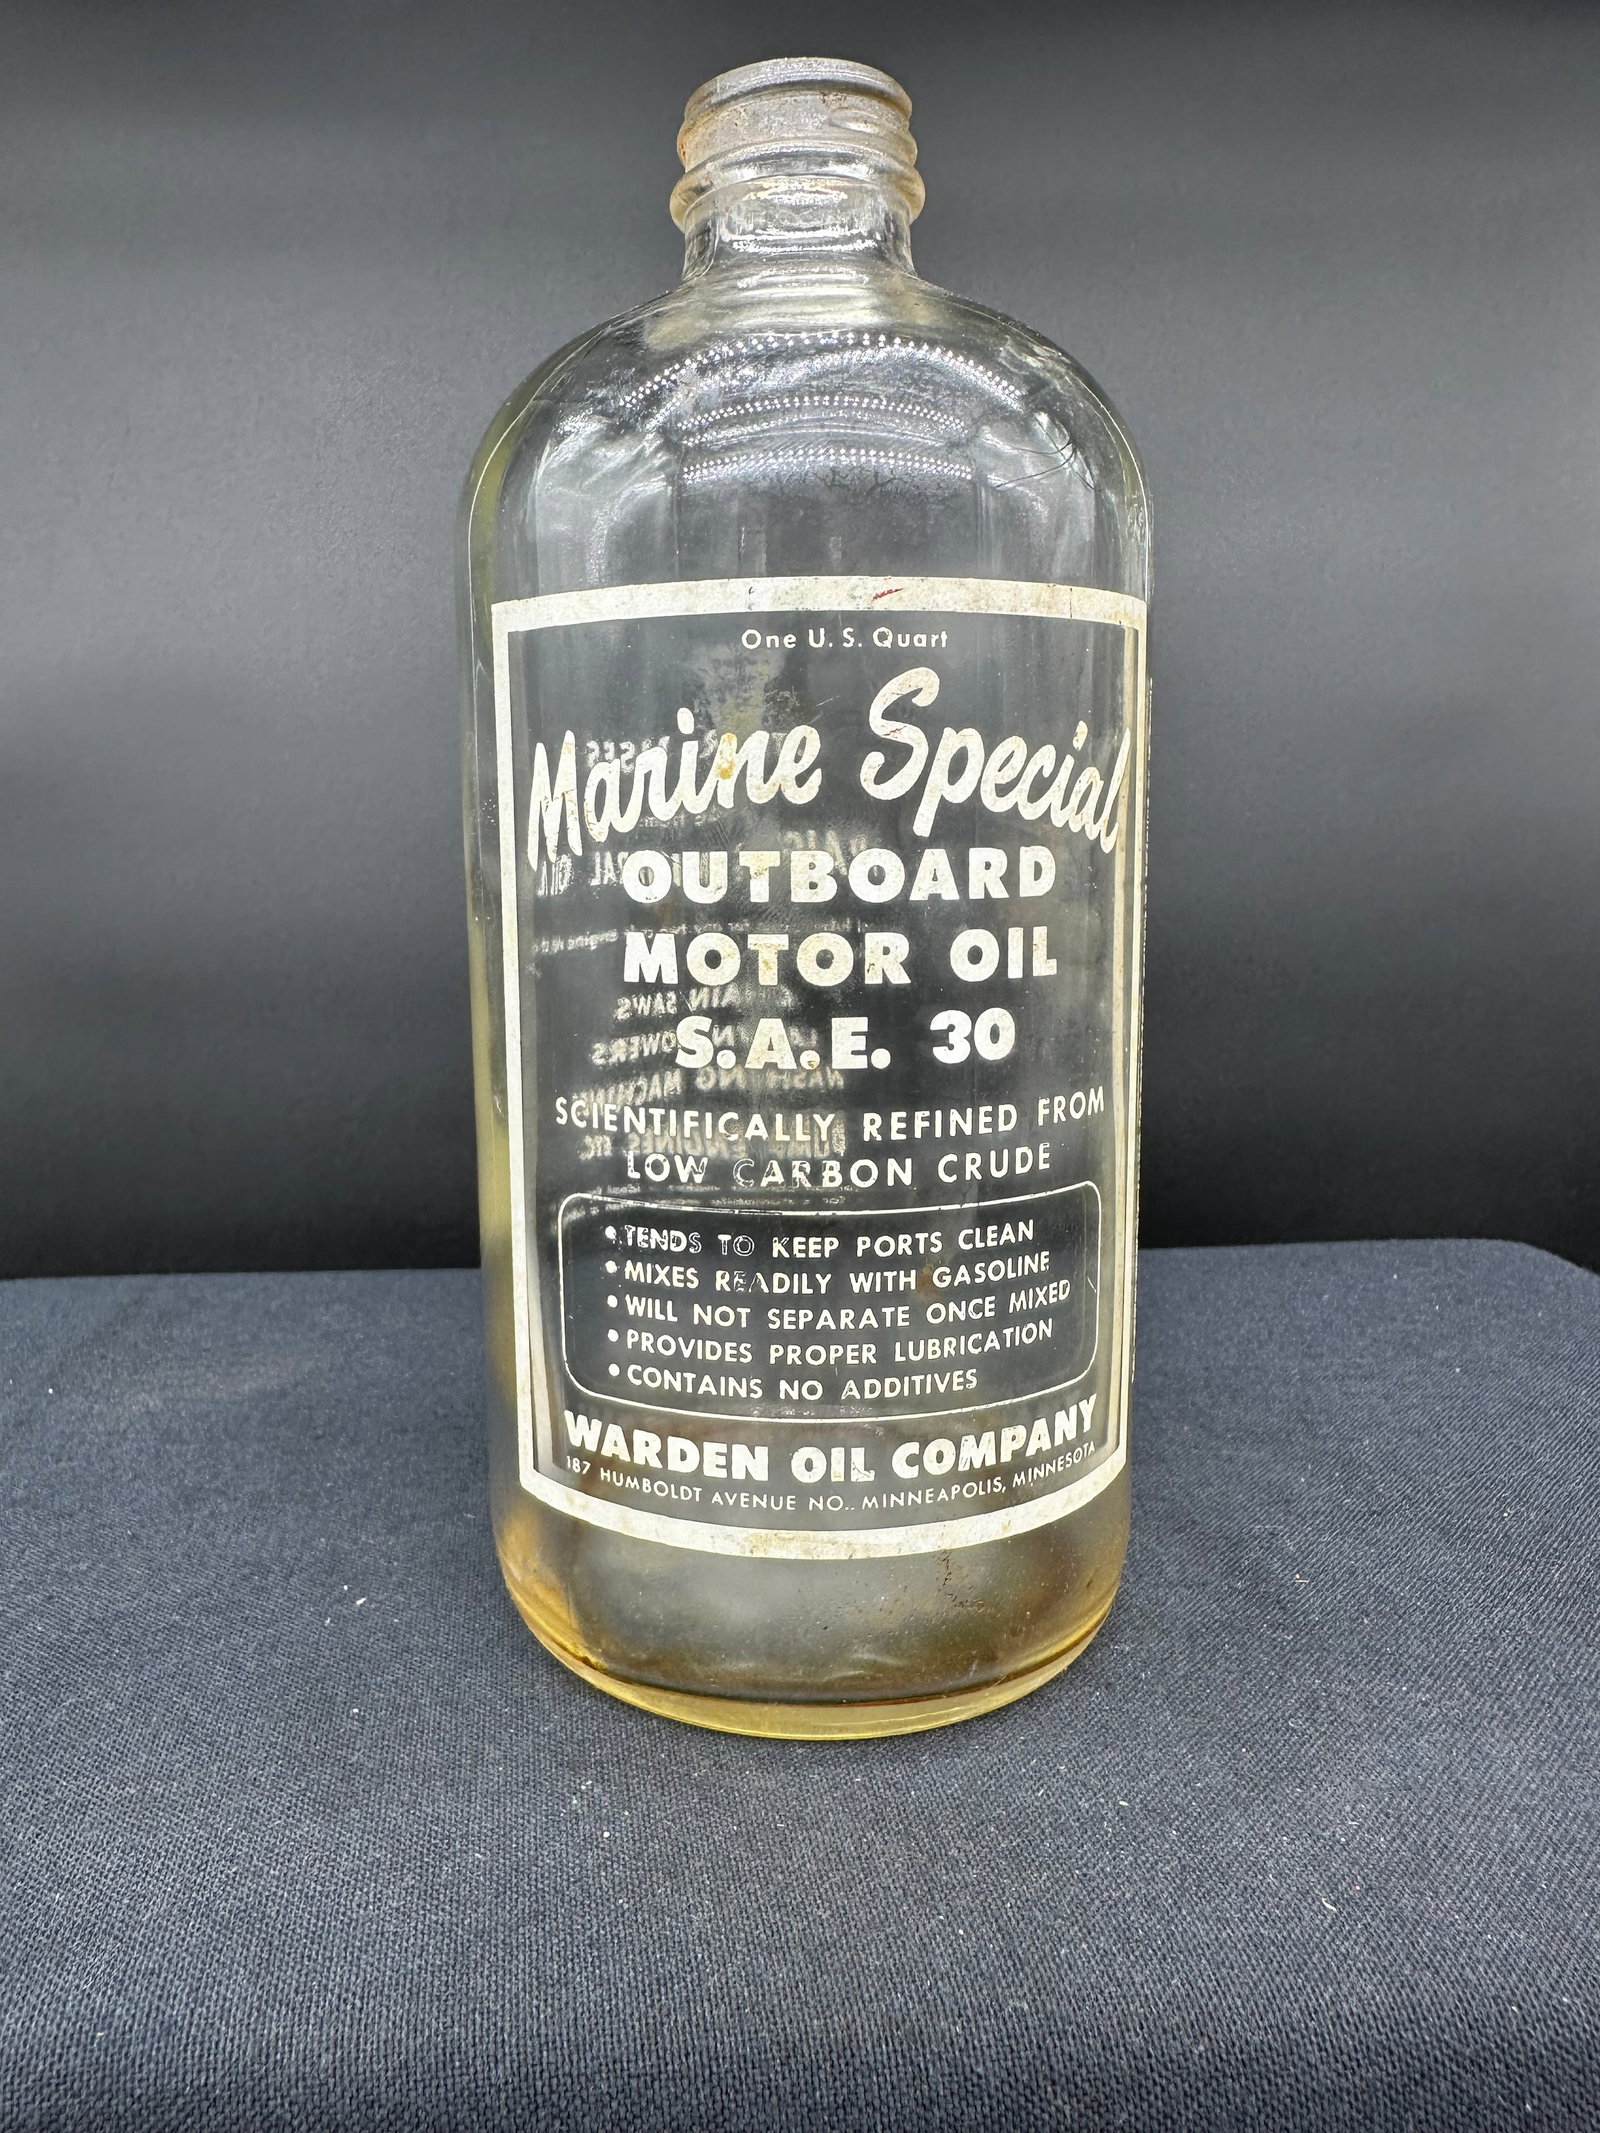 One U. S. Quart
Marine Special
OUTBOARD
MOTOR OIL
S.A.E. 30
SCIENTIFICALLY REFINED FROM
LOW CARBON CRUDE
• TENDS TO KEEP PORTS CLEAN
• MIXES READILY WITH GASOLINE
• WILL NOT SEPARATE ONCE MIXED
• PROVIDES PROPER LUBRICATION
• CONTAINS NO ADDITIVES
WARDEN OIL COMPANY
187 HUMBOLDT AVENUE NO.. MINNEAPOLIS, MINNESOTA